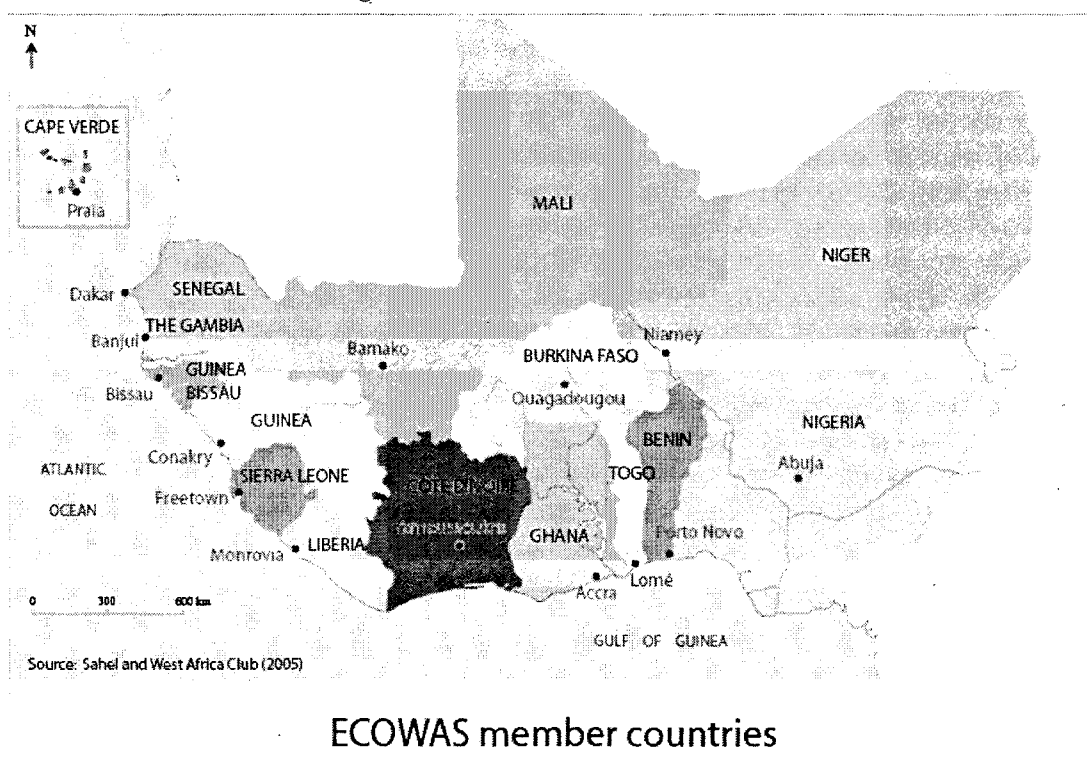 N
CAPE VERDE
Praia
MALI
NIGER
Dakar
SENEGAL
Banjul
THE GAMBIA
Bamako
Niamey
BURKINA FASO
Ouagadougou
GUINEA
BISSAU
Bissau
GUINEA
NIGERIA
BENIN
Abuja
ATLANTIC
OCEAN
Conakry
SIERRA LEONE
TOGO
Freetown
CÔTE D'IVOIRE
GHANA
Porto Novo
Monrovia
LIBERIA
Lomé
Accra
0 300 600 km
GULF OF GUINEA
Source: Sahel and West Africa Club (2005)
ECOWAS member countries